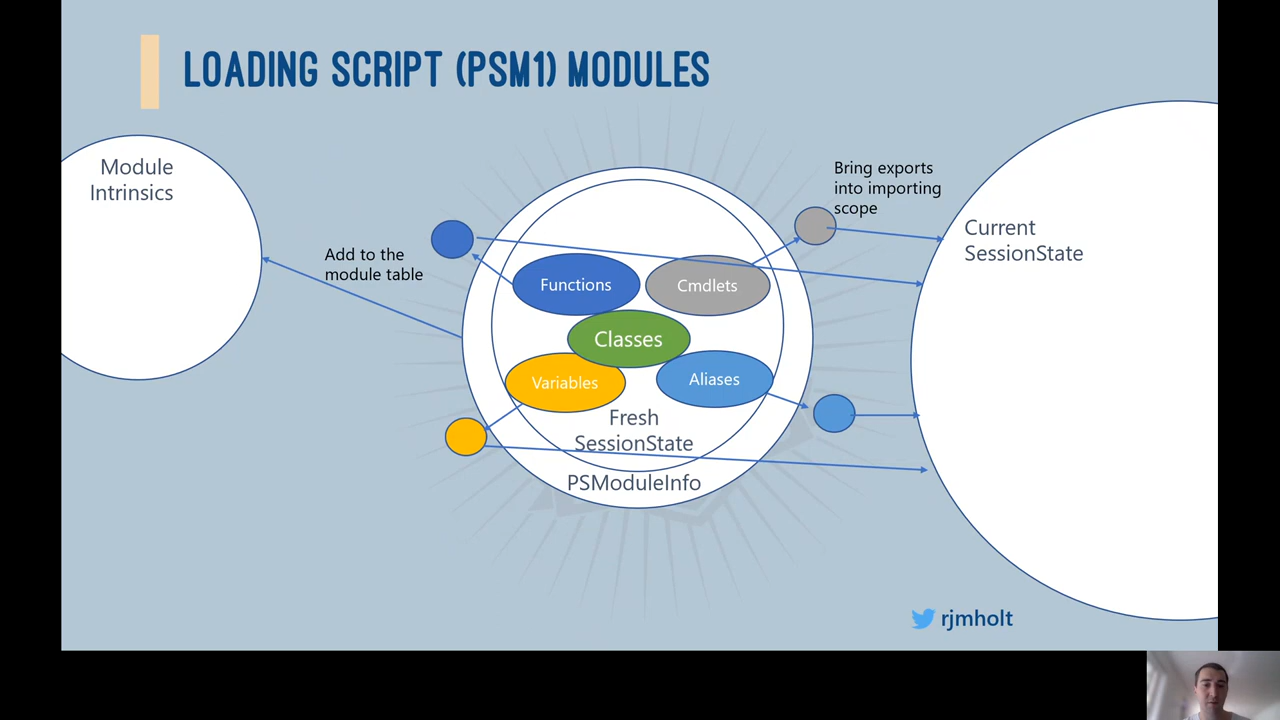 LOADING SCRIPT (PSM1) MODULES
Module
Intrinsics
Add to the
module table
Functions
Cmdlets
Classes
Variables
Aliases
Fresh
SessionState
PSModuleInfo
Bring exports
into importing
scope
Current
SessionState
rjmholt